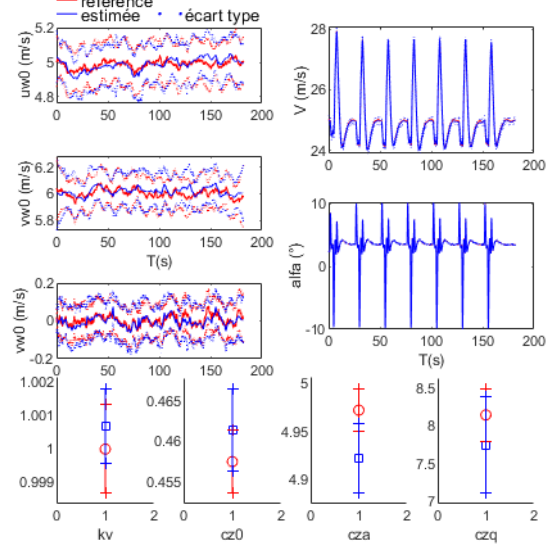 référence
estimée écart type
5.2
5
4.8
uw0 (m/s)
0 50 100 150 200
28
26
24
V (m/s)
0 50 100 150 200
6.2
6
5.8
vw0 (m/s)
0 50 100 150 200
T(s)
10
0
-10
alfa (°)
0 50 100 150 200
T(s)
0.2
0
-0.2
vw0 (m/s)
0 50 100 150 200
1.002
1.001
1
0.999
0 1 2
kv
0.465
0.46
0.455
0 1 2
cz0
5
4.95
4.9
0 1 2
cza
8.5
8
7.5
7
0 1 2
czq